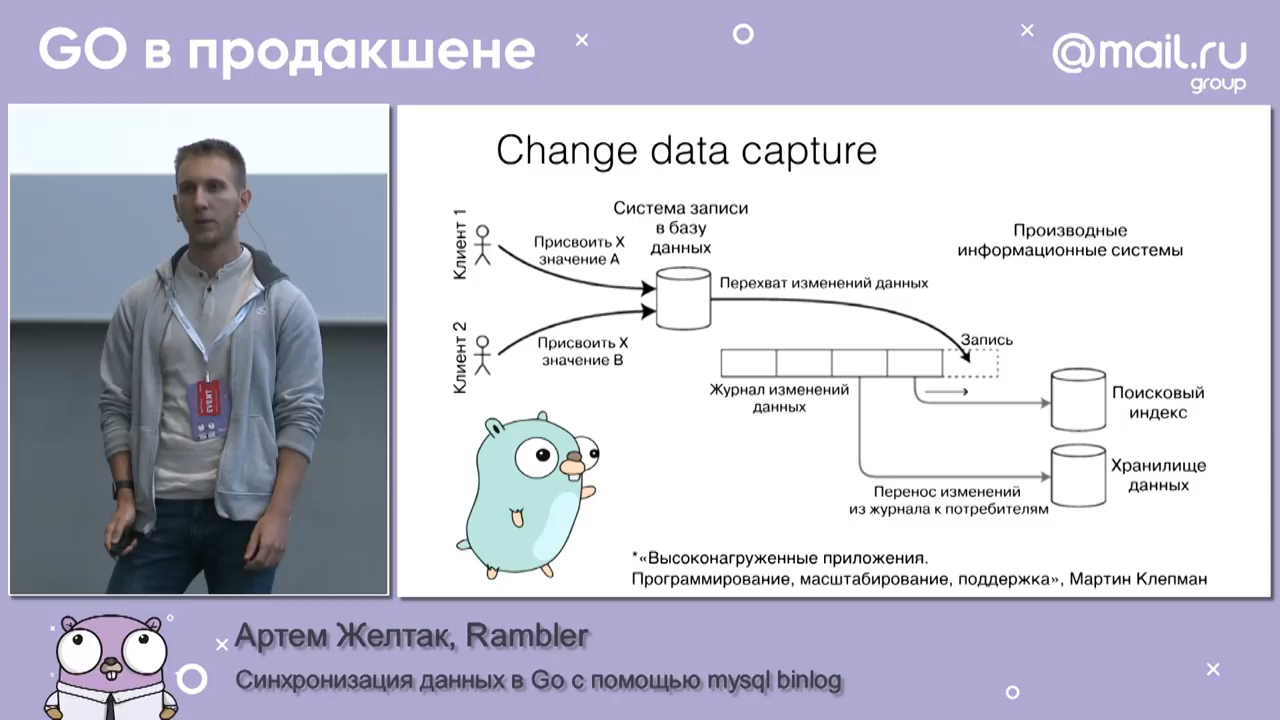 GO в продакшене
@mail.ru
group
Change data capture
Клиент 1
Присвоить X
значение A
Система записи
в базу
данных
Производные
информационные системы
Перехват изменений данных
Клиент 2
Присвоить X
значение B
Запись
Журнал изменений
данных
Поисковый
индекс
Хранилище
данных
Перенос изменений
из журнала к потребителям
*«Высоконагруженные приложения.
Программирование, масштабирование, поддержка», Мартин Клепман
EVENT
Артем Желтак, Rambler
Синхронизация данных в Go с помощью mysql binlog